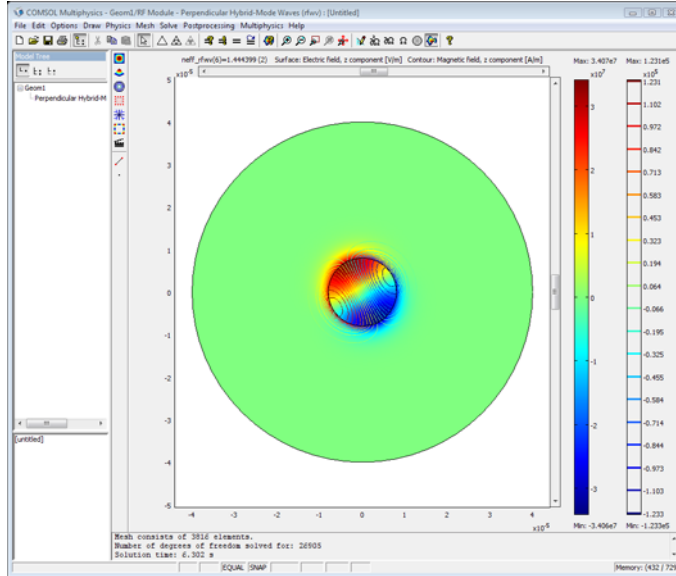 COMSOL Multiphysics - Geom1/RF Module - Perpendicular Hybrid-Mode Waves (rfwv) : [Untitled]
File Edit Options Draw Physics Mesh Solve Postprocessing Multiphysics Help
Model Tree
Geom1
Perpendicular Hybrid-M
[untitled]
neff_rfwv(6)=1.444399 (2) Surface: Electric field, z component [V/m] Contour: Magnetic field, z component [A/m]
Max: 3.407e7 Max: 1.231e5
x10⁻⁵
5
4
3
2
1
0
-1
-2
-3
-4
-5
-4 -3 -2 -1 0 1 2 3 4
x10⁻⁵
x10⁷
3
2
1
0
-1
-2
-3
Min: -3.406e7
x10⁵
1.231
1.102
0.972
0.842
0.713
0.583
0.453
0.323
0.194
0.064
-0.066
-0.195
-0.325
-0.455
-0.584
-0.714
-0.844
-0.973
-1.103
-1.233
Min: -1.233e5
Mesh consists of 3816 elements.
Number of degrees of freedom solved for: 26905
Solution time: 6.302 s
EQUAL SNAP
Memory: (432 / 729